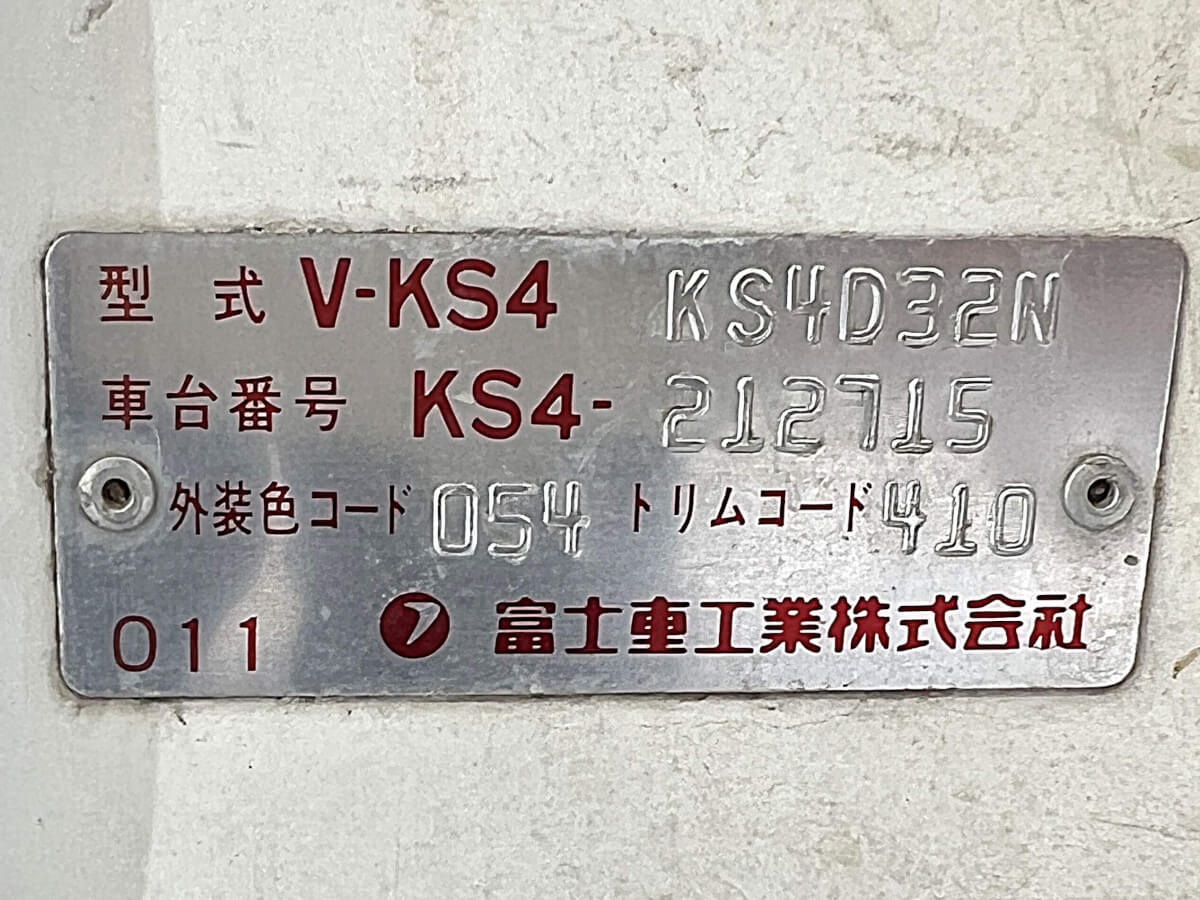 型 式 V-KS4 KS4D32N
車台番号 KS4-212715
外装色コード 054 トリムコード 410
011 フ 富士重工業株式会社